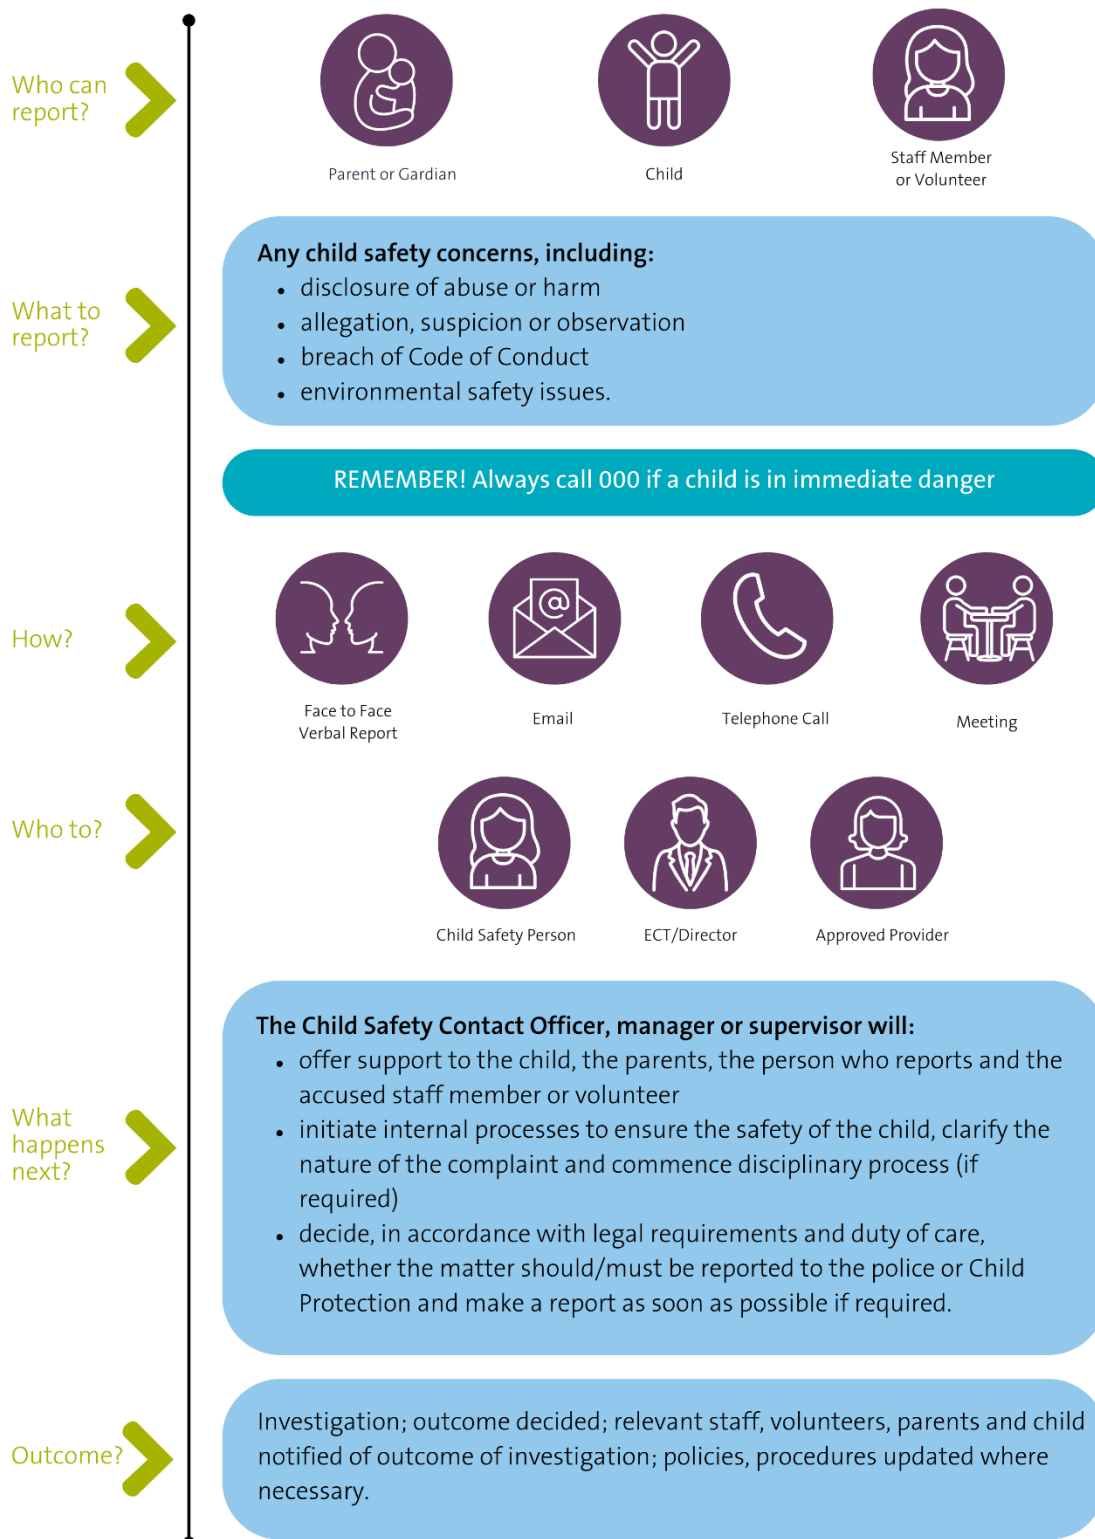 Who can
report?
Parent or Gardian
Child
Staff Member
or Volunteer
What to
report?
Any child safety concerns, including:
• disclosure of abuse or harm
• allegation, suspicion or observation
• breach of Code of Conduct
• environmental safety issues.
REMEMBER! Always call 000 if a child is in immediate danger
How?
@
Face to Face
Verbal Report
Email
Telephone Call
Meeting
Who to?
Child Safety Person
ECT/Director
Approved Provider
What
happens
next?
The Child Safety Contact Officer, manager or supervisor will:
• offer support to the child, the parents, the person who reports and the
accused staff member or volunteer
• initiate internal processes to ensure the safety of the child, clarify the
nature of the complaint and commence disciplinary process (if
required)
• decide, in accordance with legal requirements and duty of care,
whether the matter should/must be reported to the police or Child
Protection and make a report as soon as possible if required.
Outcome?
Investigation; outcome decided; relevant staff, volunteers, parents and child
notified of outcome of investigation; policies, procedures updated where
necessary.